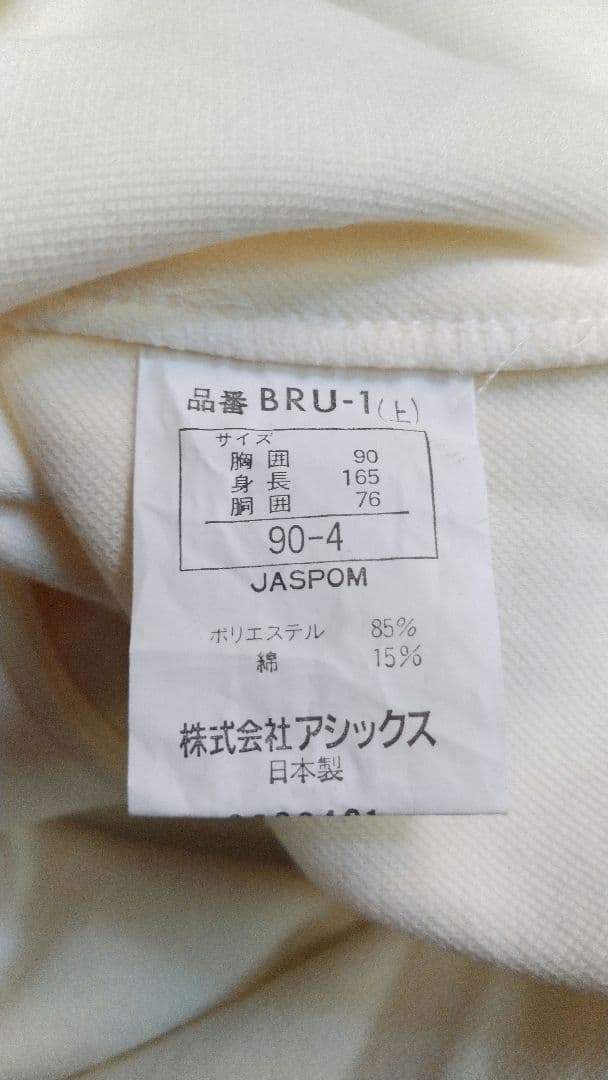 品番 BRU-1(上)
サイズ
胸囲 90
身長 165
胴囲 76
90-4
JASPOM
ポリエステル 85%
綿 15%
株式会社アシックス
日本製